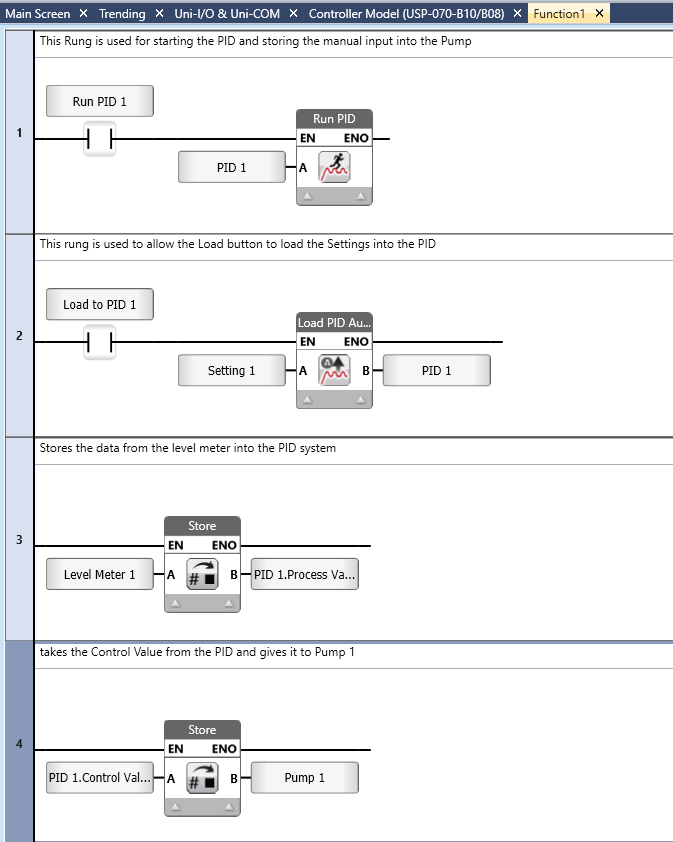 Main Screen × Trending × Uni-I/O & Uni-COM × Controller Model (USP-070-B10/B08) × Function1 ×
This Rung is used for starting the PID and storing the manual input into the Pump
1
Run PID 1
Run PID
EN ENO
PID 1 A
This rung is used to allow the Load button to load the Settings into the PID
2
Load to PID 1
Load PID Au...
EN ENO
Setting 1 A B PID 1
Stores the data from the level meter into the PID system
3
Store
EN ENO
Level Meter 1 A # B PID 1.Process Va...
takes the Control Value from the PID and gives it to Pump 1
4
Store
EN ENO
PID 1.Control Val... A # B Pump 1